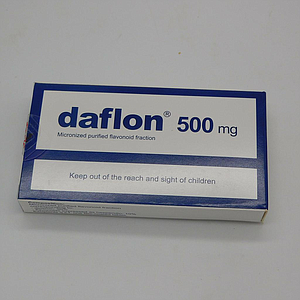 daflon® 500 mg
Micronized purified flavonoid fraction
Keep out of the reach and sight of children